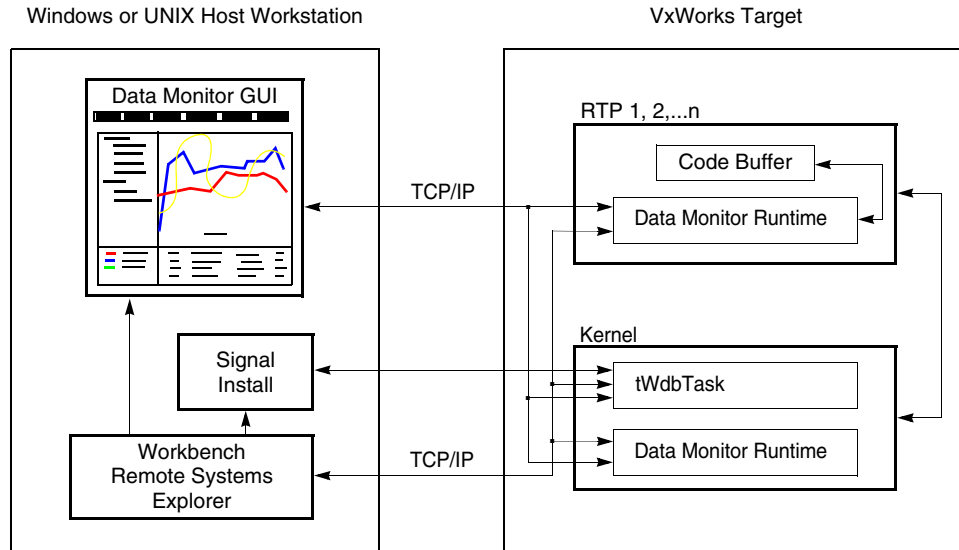 Windows or UNIX Host Workstation
VxWorks Target
Data Monitor GUI
RTP 1, 2,...n
Code Buffer
TCP/IP
Data Monitor Runtime
Kernel
Signal
Install
tWdbTask
Workbench
Remote Systems
Explorer
TCP/IP
Data Monitor Runtime